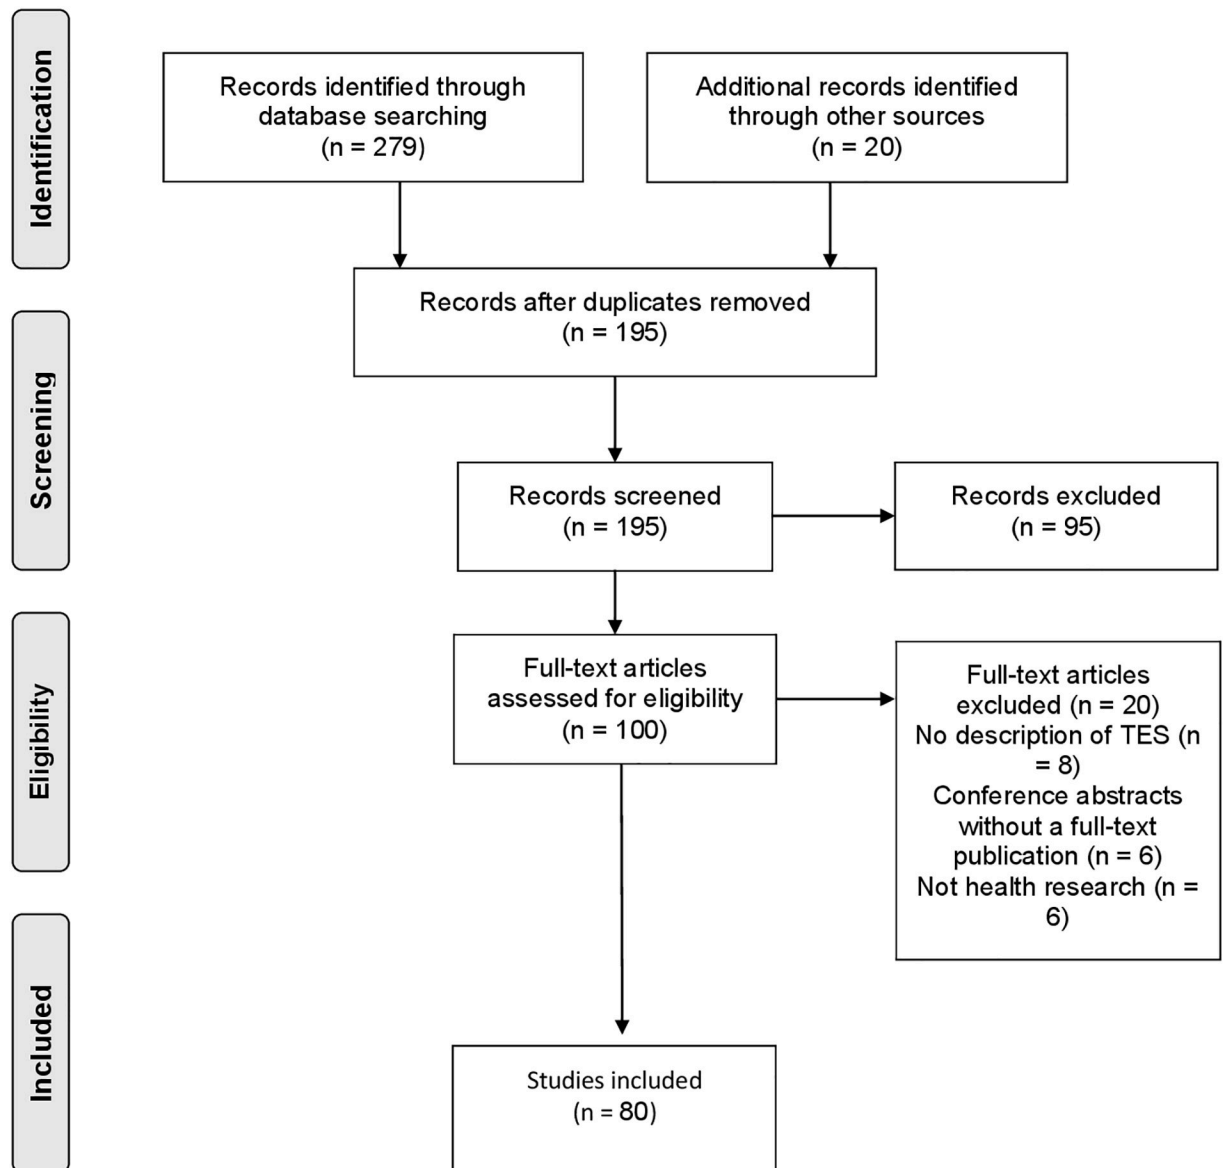 Identification
Records identified through
database searching
(n = 279)
Additional records identified
through other sources
(n = 20)
Records after duplicates removed
(n = 195)
Screening
Records screened
(n = 195)
Records excluded
(n = 95)
Eligibility
Full-text articles
assessed for eligibility
(n = 100)
Full-text articles
excluded (n = 20)
No description of TES (n
= 8)
Conference abstracts
without a full-text
publication (n = 6)
Not health research (n =
6)
Included
Studies included
(n = 80)